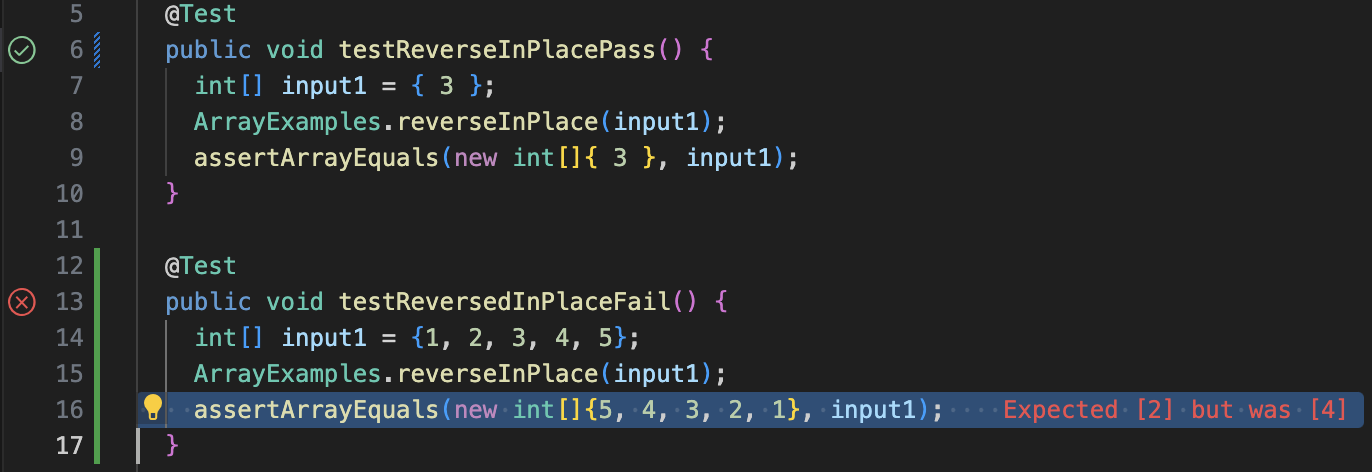 5 @Test
6 public void testReverseInPlacePass() {
7 int[] input1 = { 3 };
8 ArrayExamples.reverseInPlace(input1);
9 assertArrayEquals(new int[]{ 3 }, input1);
10 }
11
12 @Test
13 public void testReversedInPlaceFail() {
14 int[] input1 = {1, 2, 3, 4, 5};
15 ArrayExamples.reverseInPlace(input1);
16 assertArrayEquals(new int[]{5, 4, 3, 2, 1}, input1); Expected [2] but was [4]
17 }